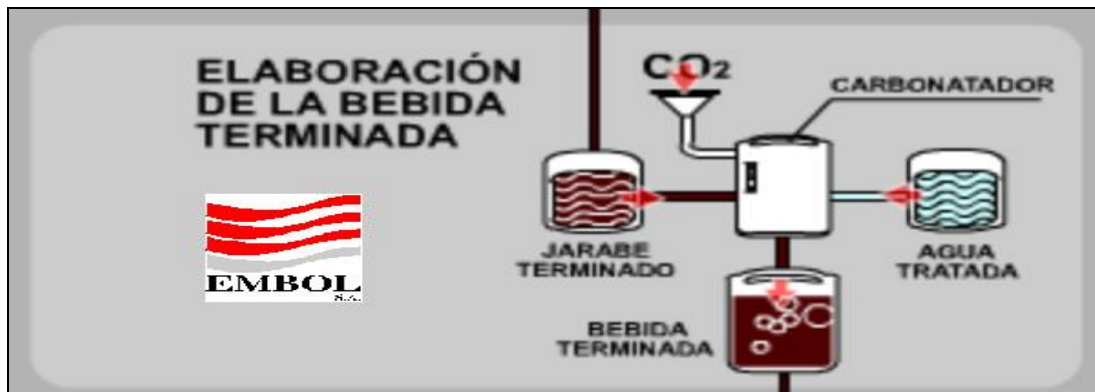 ELABORACIÓN
DE LA BEBIDA
TERMINADA
CO₂
CARBONATADOR
JARABE
TERMINADO
AGUA
TRATADA
EMBOL
S.A.
BEBIDA
TERMINADA